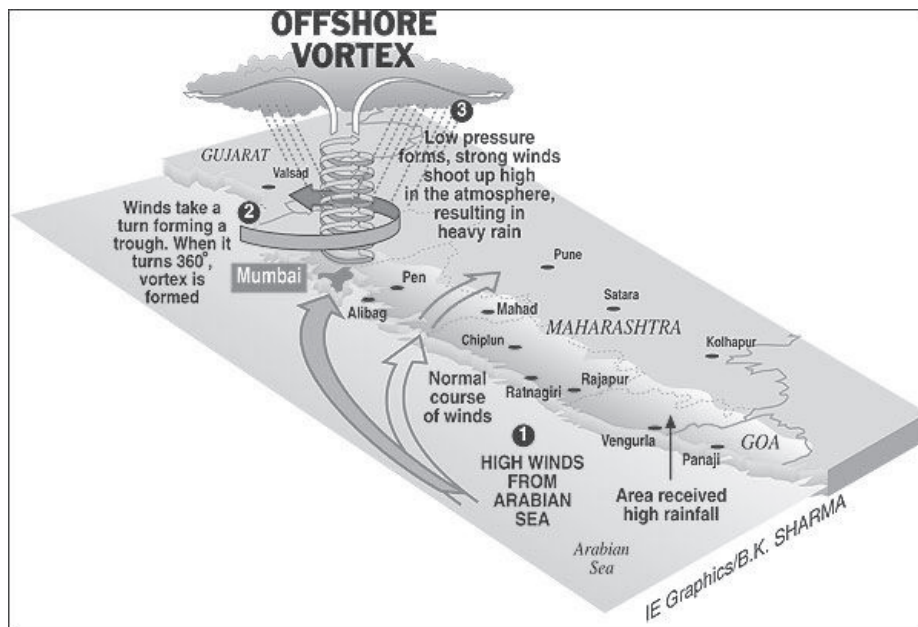 OFFSHORE
VORTEX
3
Low pressure
forms, strong winds
shoot up high
in the atmosphere,
resulting in
heavy rain
GUJARAT
Valsad
2
Winds take a
turn forming a
trough. When it
turns 360°,
vortex is
formed
Mumbai
Pen
Alibag
Pune
Mahad
Satara
MAHARASHTRA
Chiplun
Kolhapur
Normal
course
of winds
Ratnagiri
Rajapur
1
HIGH WINDS
FROM
ARABIAN
SEA
Vengurla
GOA
Panaji
Area received
high rainfall
Arabian
Sea
IE Graphics/B.K. SHARMA